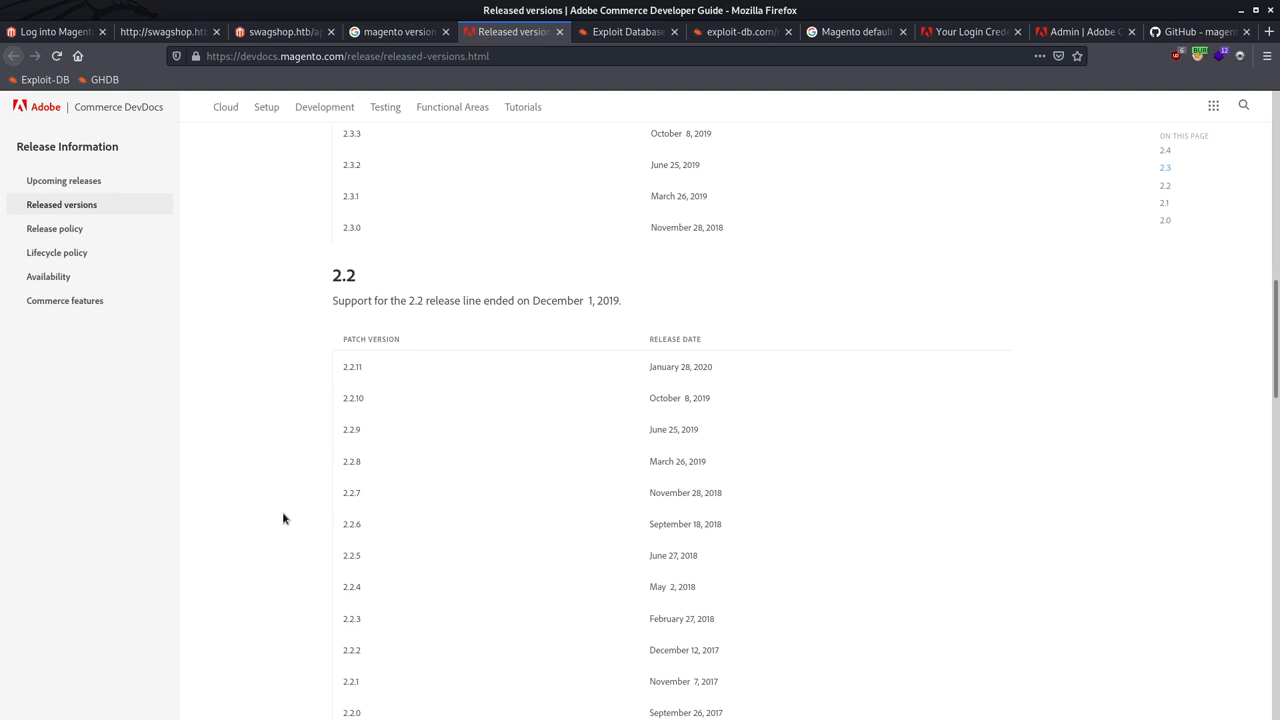 Released versions | Adobe Commerce Developer Guide - Mozilla Firefox
Log into Magent
http://swagshop.ht
swagshop.htb/a
magento version
Released version
Exploit Databas
exploit-db.com/
Magento default
Your Login Cred
Admin | Adobe C
GitHub - magen
https://devdocs.magento.com/release/released-versions.html
6
BUR
12
Exploit-DB
GHDB
Adobe | Commerce DevDocs
Cloud
Setup
Development
Testing
Functional Areas
Tutorials
Release Information
Upcoming releases
Released versions
Release policy
Lifecycle policy
Availability
Commerce features
2.3.3 October 8, 2019
2.3.2 June 25, 2019
2.3.1 March 26, 2019
2.3.0 November 28, 2018
2.2
Support for the 2.2 release line ended on December 1, 2019.
PATCH VERSION RELEASE DATE
2.2.11 January 28, 2020
2.2.10 October 8, 2019
2.2.9 June 25, 2019
2.2.8 March 26, 2019
2.2.7 November 28, 2018
2.2.6 September 18, 2018
2.2.5 June 27, 2018
2.2.4 May 2, 2018
2.2.3 February 27, 2018
2.2.2 December 12, 2017
2.2.1 November 7, 2017
2.2.0 September 26, 2017
ON THIS PAGE
2.4
2.3
2.2
2.1
2.0